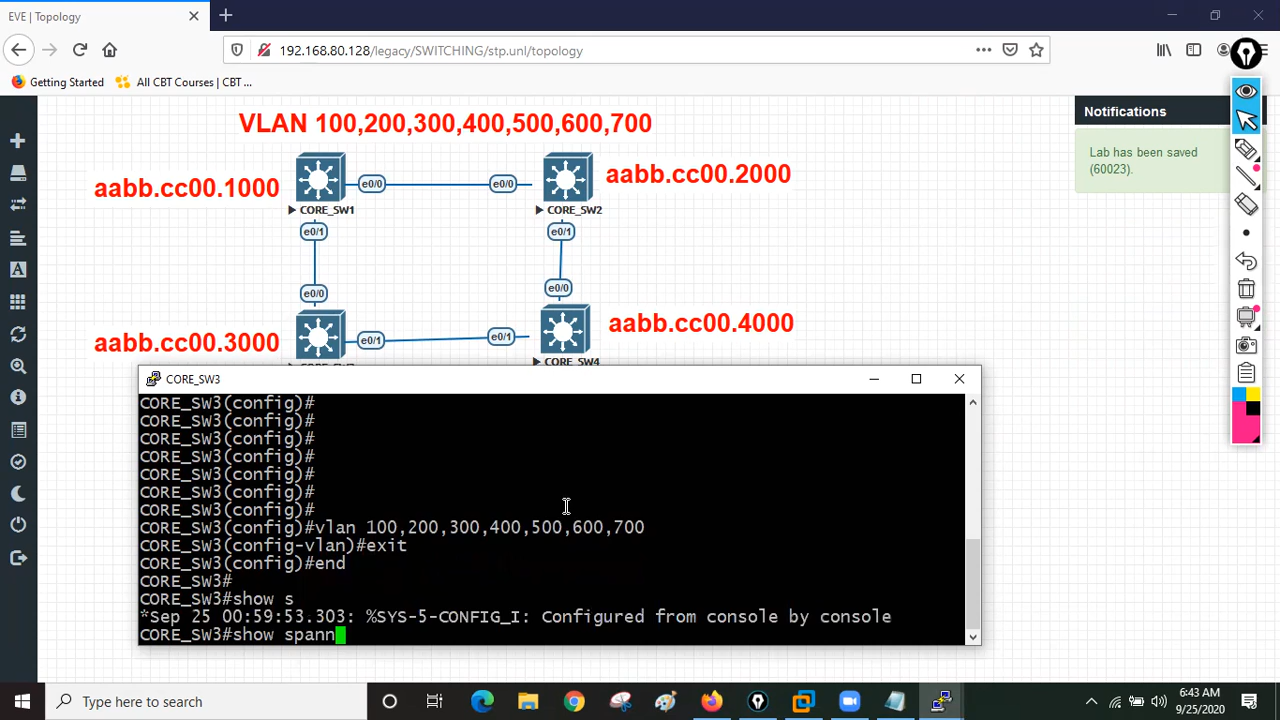 EVE | Topology
192.168.80.128/legacy/SWITCHING/stp.unl/topology
Getting Started
All CBT Courses | CBT ...
VLAN 100,200,300,400,500,600,700
Notifications
Lab has been saved
(60023).
aabb.cc00.1000
e0/0
e0/0
aabb.cc00.2000
CORE_SW1
CORE_SW2
e0/1
e0/1
e0/0
e0/0
aabb.cc00.3000
e0/1
e0/1
aabb.cc00.4000
CORE_SW4
CORE_SW3
CORE_SW3(config)#
CORE_SW3(config)#
CORE_SW3(config)#
CORE_SW3(config)#
CORE_SW3(config)#
CORE_SW3(config)#
CORE_SW3(config)#
CORE_SW3(config)#vlan 100,200,300,400,500,600,700
CORE_SW3(config-vlan)#exit
CORE_SW3(config)#end
CORE_SW3#
CORE_SW3#show s
*Sep 25 00:59:53.303: %SYS-5-CONFIG_I: Configured from console by console
CORE_SW3#show spann
Type here to search
6:43 AM
9/25/2020